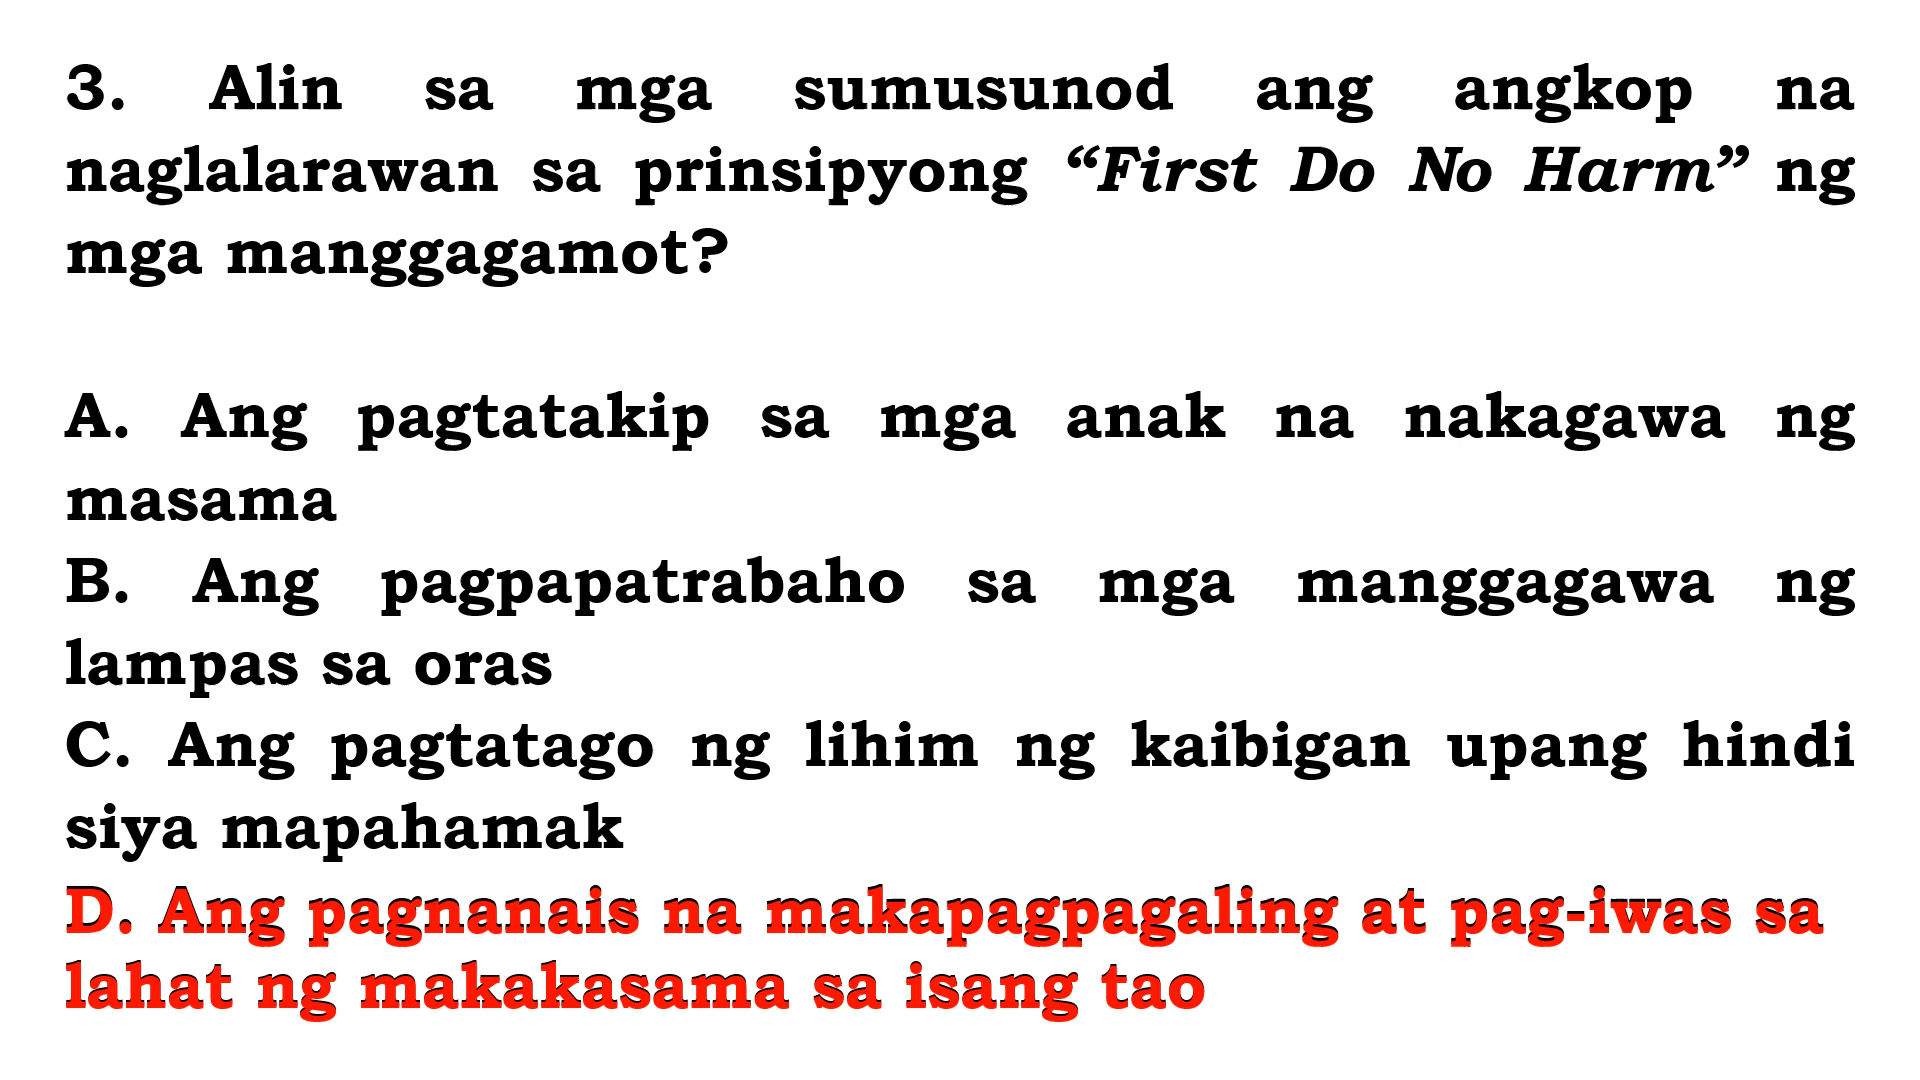 3. Alin sa mga sumusunod ang angkop na
naglalarawan sa prinsipyong “First Do No Harm” ng
mga manggagamot?
A. Ang pagtatakip sa mga anak na nakagawa ng
masama
B. Ang pagpapatrabaho sa mga manggagawa ng
lampas sa oras
C. Ang pagtatago ng lihim ng kaibigan upang hindi
siya mapahamak
D. Ang pagnanais na makapagpagaling at pag-iwas sa
lahat ng makakasama sa isang tao